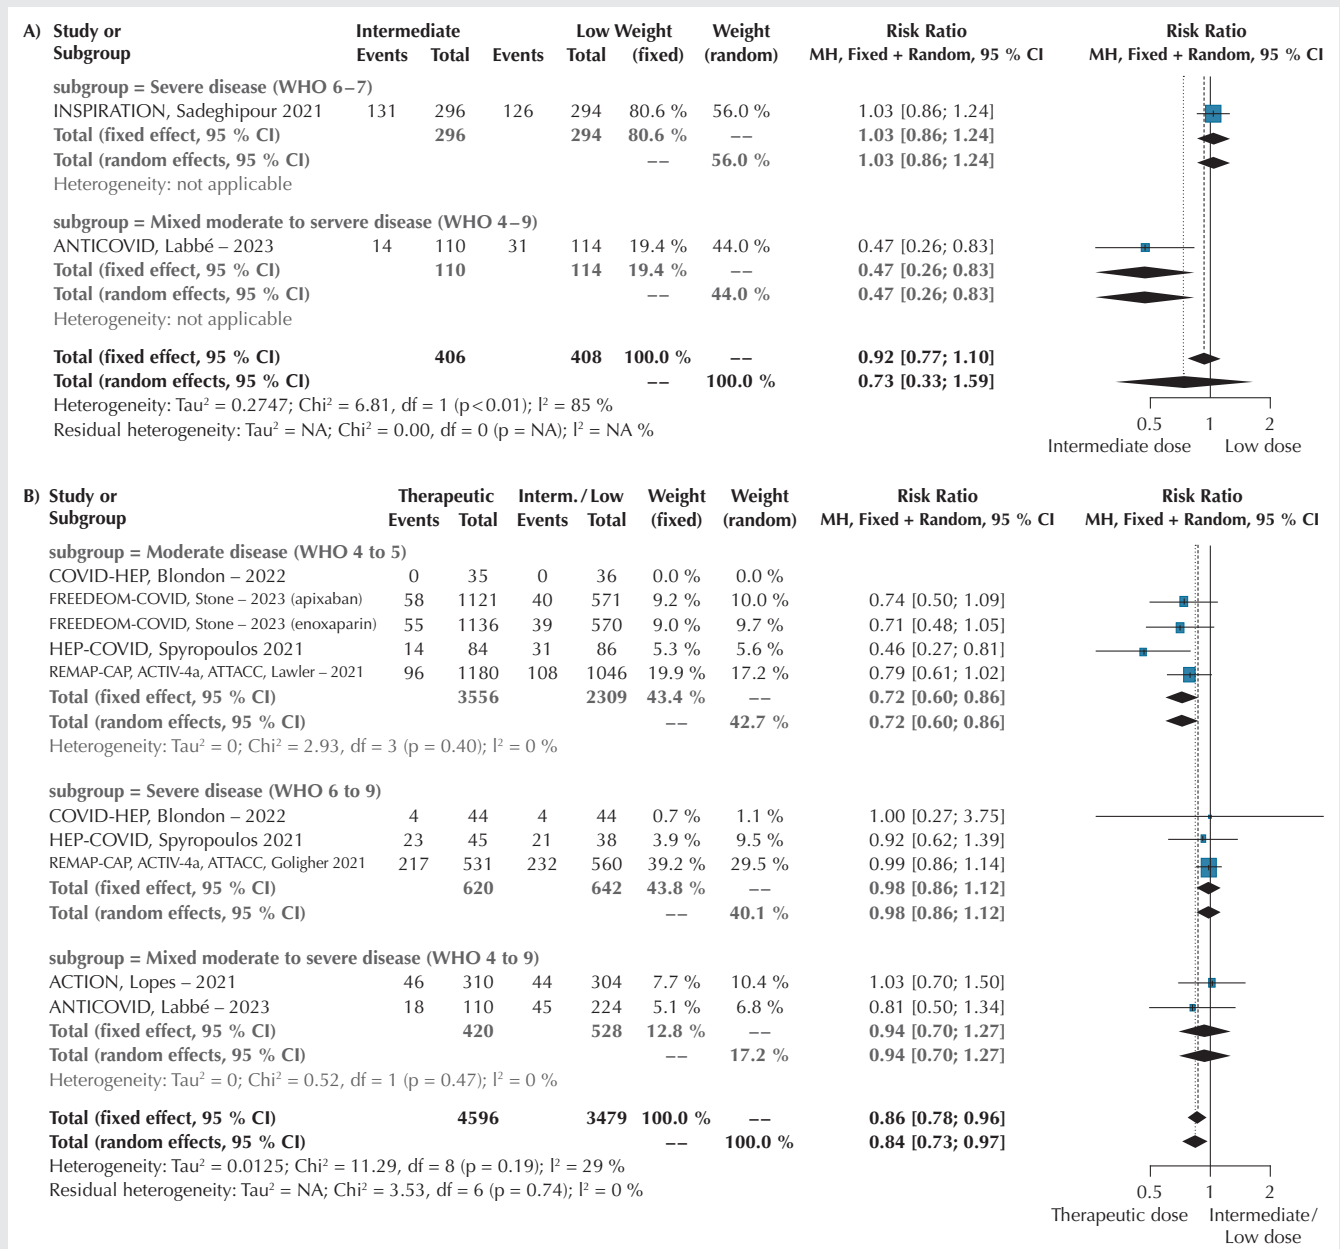 A) Study or Intermediate Low Weight Weight Risk Ratio Risk Ratio
Subgroup Events Total Events Total (fixed) (random) MH, Fixed + Random, 95 % CI MH, Fixed + Random, 95 % CI
subgroup = Severe disease (WHO 6–7)
INSPIRATION, Sadeghipour 2021 131 296 126 294 80.6 % 56.0 % 1.03 [0.86; 1.24]
Total (fixed effect, 95 % CI) 296 294 80.6 % –– 1.03 [0.86; 1.24]
Total (random effects, 95 % CI) –– 56.0 % 1.03 [0.86; 1.24]
Heterogeneity: not applicable
subgroup = Mixed moderate to servere disease (WHO 4–9)
ANTICOVID, Labbé – 2023 14 110 31 114 19.4 % 44.0 % 0.47 [0.26; 0.83]
Total (fixed effect, 95 % CI) 110 114 19.4 % –– 0.47 [0.26; 0.83]
Total (random effects, 95 % CI) –– 44.0 % 0.47 [0.26; 0.83]
Heterogeneity: not applicable
Total (fixed effect, 95 % CI) 406 408 100.0 % –– 0.92 [0.77; 1.10]
Total (random effects, 95 % CI) –– 100.0 % 0.73 [0.33; 1.59]
Heterogeneity: Tau² = 0.2747; Chi² = 6.81, df = 1 (p<0.01); l² = 85 %
Residual heterogeneity: Tau² = NA; Chi² = 0.00, df = 0 (p = NA); l² = NA %
0.5 1 2
Intermediate dose Low dose
B) Study or Therapeutic Interm./Low Weight Weight Risk Ratio Risk Ratio
Subgroup Events Total Events Total (fixed) (random) MH, Fixed + Random, 95 % CI MH, Fixed + Random, 95 % CI
subgroup = Moderate disease (WHO 4 to 5)
COVID-HEP, Blondon – 2022 0 35 0 36 0.0 % 0.0 %
FREEDEOM-COVID, Stone – 2023 (apixaban) 58 1121 40 571 9.2 % 10.0 % 0.74 [0.50; 1.09]
FREEDEOM-COVID, Stone – 2023 (enoxaparin) 55 1136 39 570 9.0 % 9.7 % 0.71 [0.48; 1.05]
HEP-COVID, Spyropoulos 2021 14 84 31 86 5.3 % 5.6 % 0.46 [0.27; 0.81]
REMAP-CAP, ACTIV-4a, ATTACC, Lawler – 2021 96 1180 108 1046 19.9 % 17.2 % 0.79 [0.61; 1.02]
Total (fixed effect, 95 % CI) 3556 2309 43.4 % –– 0.72 [0.60; 0.86]
Total (random effects, 95 % CI) –– 42.7 % 0.72 [0.60; 0.86]
Heterogeneity: Tau² = 0; Chi² = 2.93, df = 3 (p = 0.40); l² = 0 %
subgroup = Severe disease (WHO 6 to 9)
COVID-HEP, Blondon – 2022 4 44 4 44 0.7 % 1.1 % 1.00 [0.27; 3.75]
HEP-COVID, Spyropoulos 2021 23 45 21 38 3.9 % 9.5 % 0.92 [0.62; 1.39]
REMAP-CAP, ACTIV-4a, ATTACC, Goligher 2021 217 531 232 560 39.2 % 29.5 % 0.99 [0.86; 1.14]
Total (fixed effect, 95 % CI) 620 642 43.8 % –– 0.98 [0.86; 1.12]
Total (random effects, 95 % CI) –– 40.1 % 0.98 [0.86; 1.12]
subgroup = Mixed moderate to severe disease (WHO 4 to 9)
ACTION, Lopes – 2021 46 310 44 304 7.7 % 10.4 % 1.03 [0.70; 1.50]
ANTICOVID, Labbé – 2023 18 110 45 224 5.1 % 6.8 % 0.81 [0.50; 1.34]
Total (fixed effect, 95 % CI) 420 528 12.8 % –– 0.94 [0.70; 1.27]
Total (random effects, 95 % CI) –– 17.2 % 0.94 [0.70; 1.27]
Heterogeneity: Tau² = 0; Chi² = 0.52, df = 1 (p = 0.47); l² = 0 %
Total (fixed effect, 95 % CI) 4596 3479 100.0 % –– 0.86 [0.78; 0.96]
Total (random effects, 95 % CI) –– 100.0 % 0.84 [0.73; 0.97]
Heterogeneity: Tau² = 0.0125; Chi² = 11.29, df = 8 (p = 0.19); l² = 29 %
Residual heterogeneity: Tau² = NA; Chi² = 3.53, df = 6 (p = 0.74); l² = 0 %
0.5 1 2
Therapeutic dose Intermediate/
Low dose